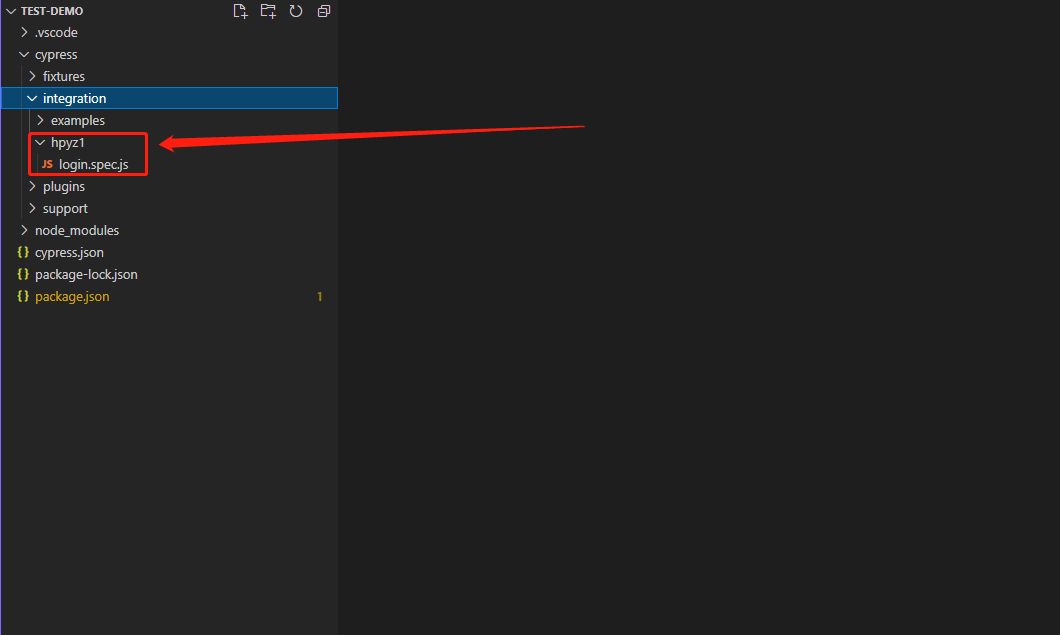 TEST-DEMO
.vscode
cypress
fixtures
integration
examples
hpyz1
JS login.spec.js
plugins
support
node_modules
{} cypress.json
{} package-lock.json
{} package.json 1